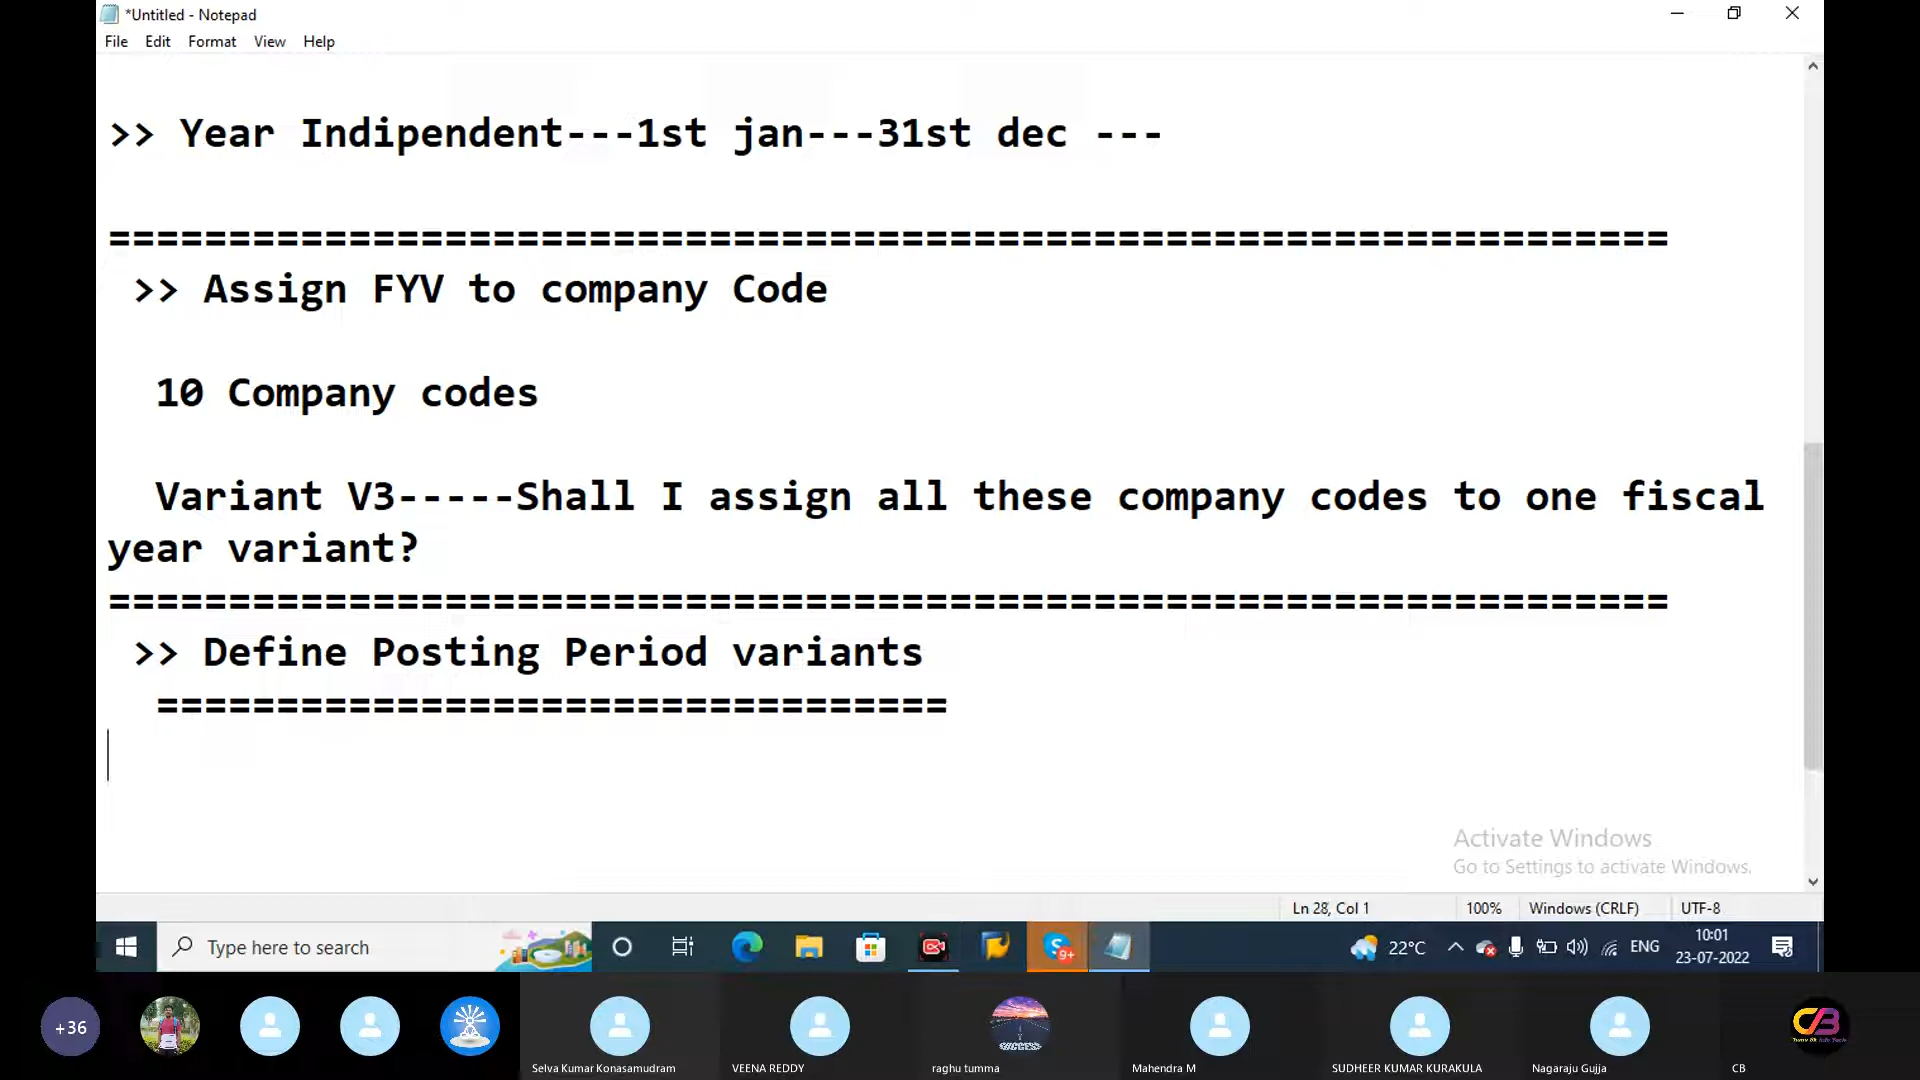 *Untitled - Notepad
File Edit Format View Help
>> Year Indipendent---1st jan---31st dec ---
=================================================================
>> Assign FYV to company Code
10 Company codes
Variant V3-----Shall I assign all these company codes to one fiscal
year variant?
=================================================================
>> Define Posting Period variants
=================================
Activate Windows
Go to Settings to activate Windows.
Ln 28, Col 1 100% Windows (CRLF) UTF-8
Type here to search 9+ 22°C ENG 10:01
23-07-2022
+36
Selva Kumar Konasamudram VEENA REDDY raghu tumma Mahendra M SUDHEER KUMAR KURAKULA Nagaraju Gujja CB